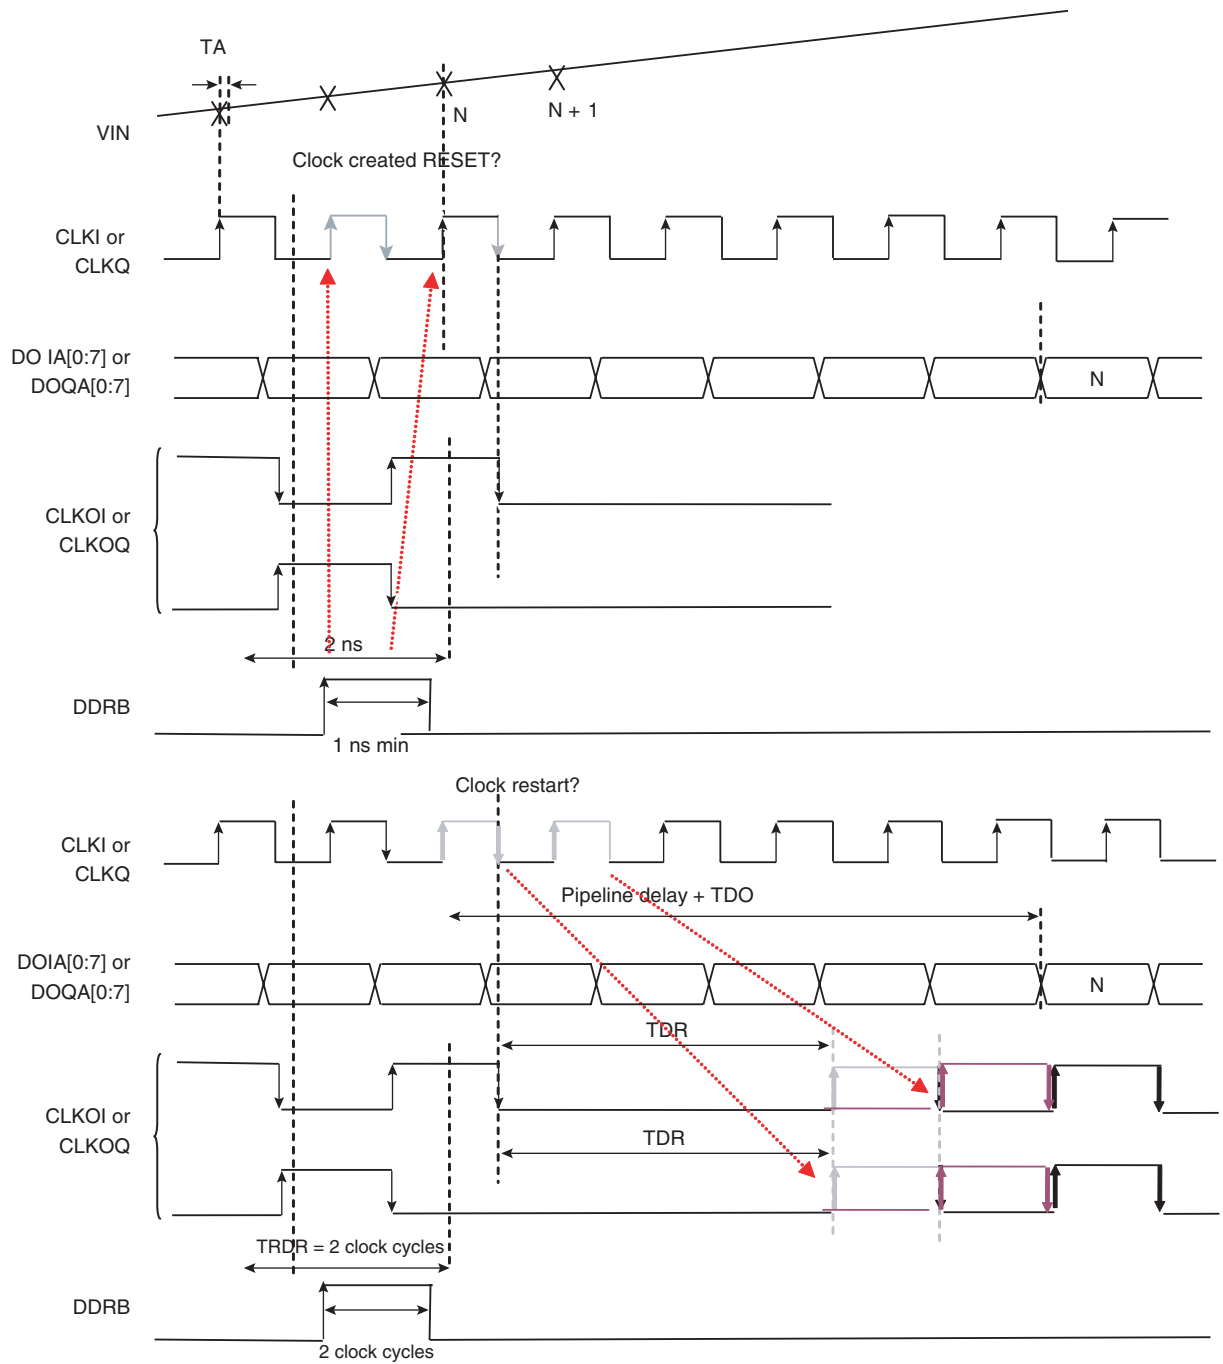 TA
N
N + 1
VIN
Clock created RESET?
CLKI or
CLKQ
DO IA[0:7] or
DOQA[0:7]
N
CLKOI or
CLKOQ
2 ns
DDRB
1 ns min
Clock restart?
CLKI or
CLKQ
Pipeline delay + TDO
DOIA[0:7] or
DOQA[0:7]
N
TDR
CLKOI or
CLKOQ
TDR
TRDR = 2 clock cycles
DDRB
2 clock cycles